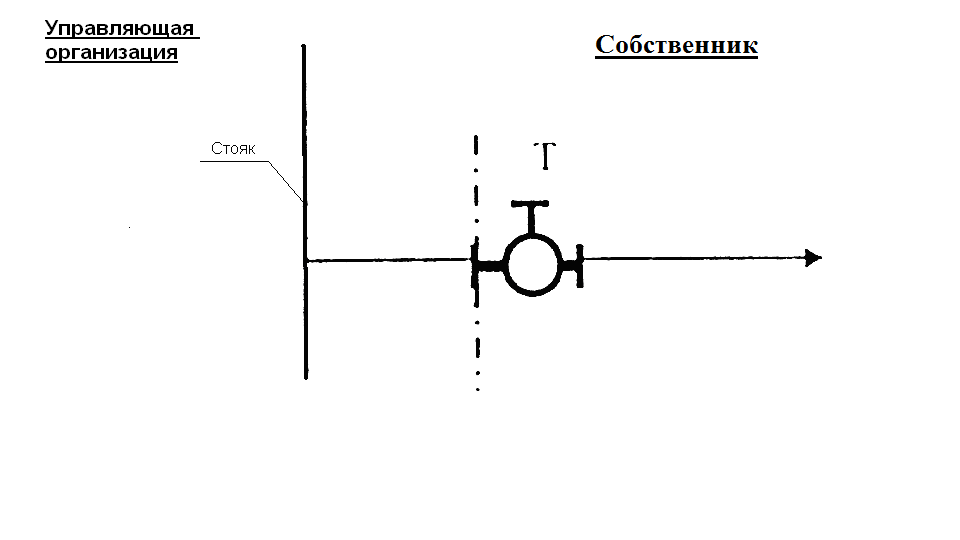 Управляющая
организация
Собственник
Стояк
Т